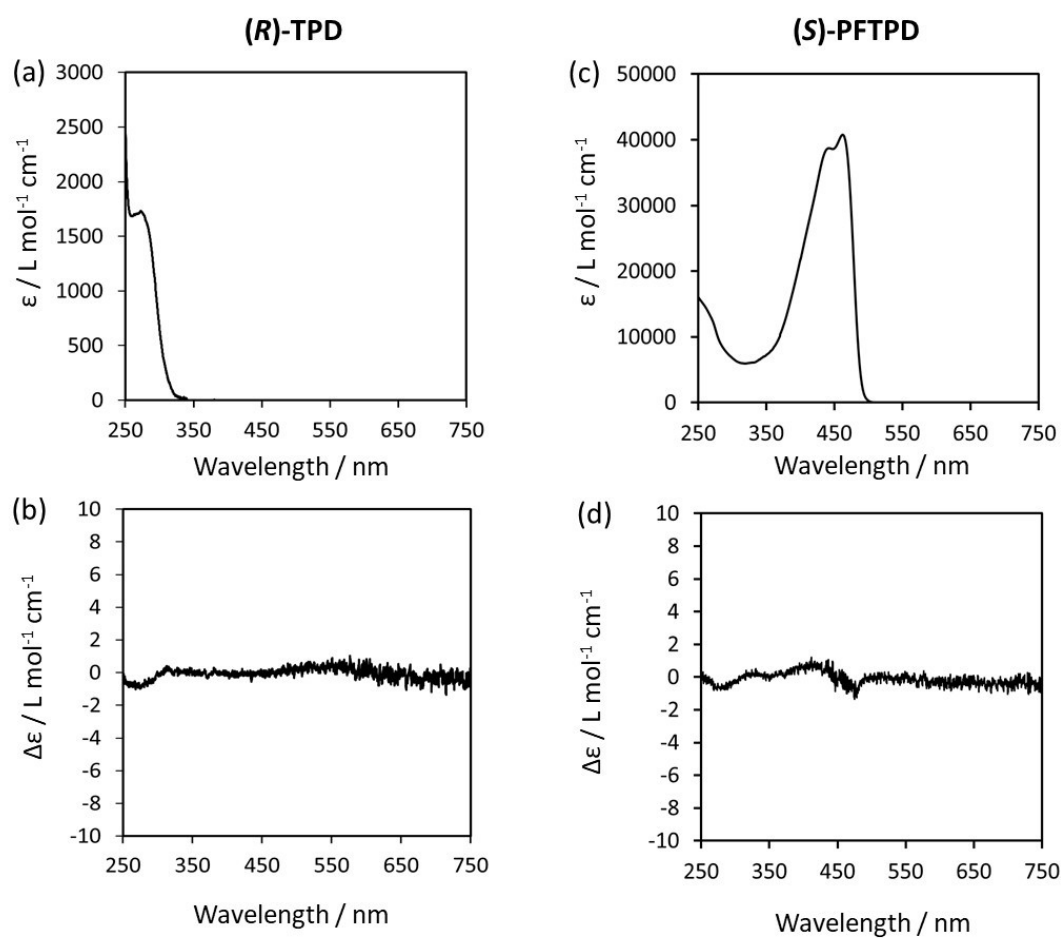 (R)-TPD
(S)-PFTPD
(a)
3000
2500
2000
1500
1000
500
0
ε / L mol⁻¹ cm⁻¹
250 350 450 550 650 750
Wavelength / nm
(c)
50000
40000
30000
20000
10000
0
ε / L mol⁻¹ cm⁻¹
250 350 450 550 650 750
Wavelength / nm
(b)
10
8
6
4
2
0
-2
-4
-6
-8
-10
Δε / L mol⁻¹ cm⁻¹
250 350 450 550 650 750
Wavelength / nm
(d)
10
8
6
4
2
0
-2
-4
-6
-8
-10
Δε / L mol⁻¹ cm⁻¹
250 350 450 550 650 750
Wavelength / nm